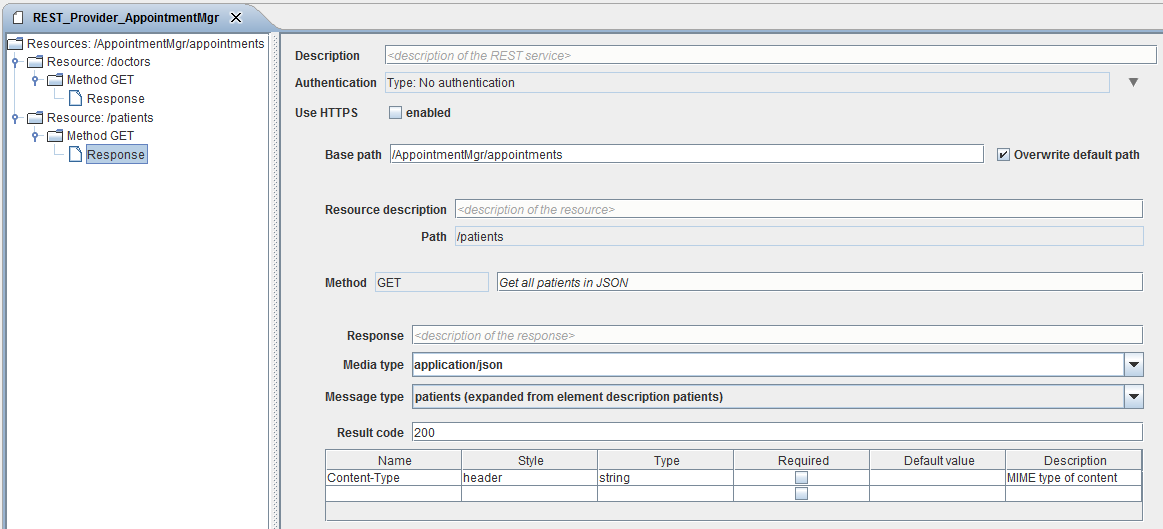 REST_Provider_AppointmentMgr
Resources: /AppointmentMgr/appointments
Resource: /doctors
Method GET
Response
Resource: /patients
Method GET
Response
Description <description of the REST service>
Authentication Type: No authentication
Use HTTPS enabled
Base path /AppointmentMgr/appointments Overwrite default path
Resource description <description of the resource>
Path /patients
Method GET Get all patients in JSON
Response <description of the response>
Media type application/json
Message type patients (expanded from element description patients)
Result code 200
Name Style Type Required Default value Description
Content-Type header string MIME type of content